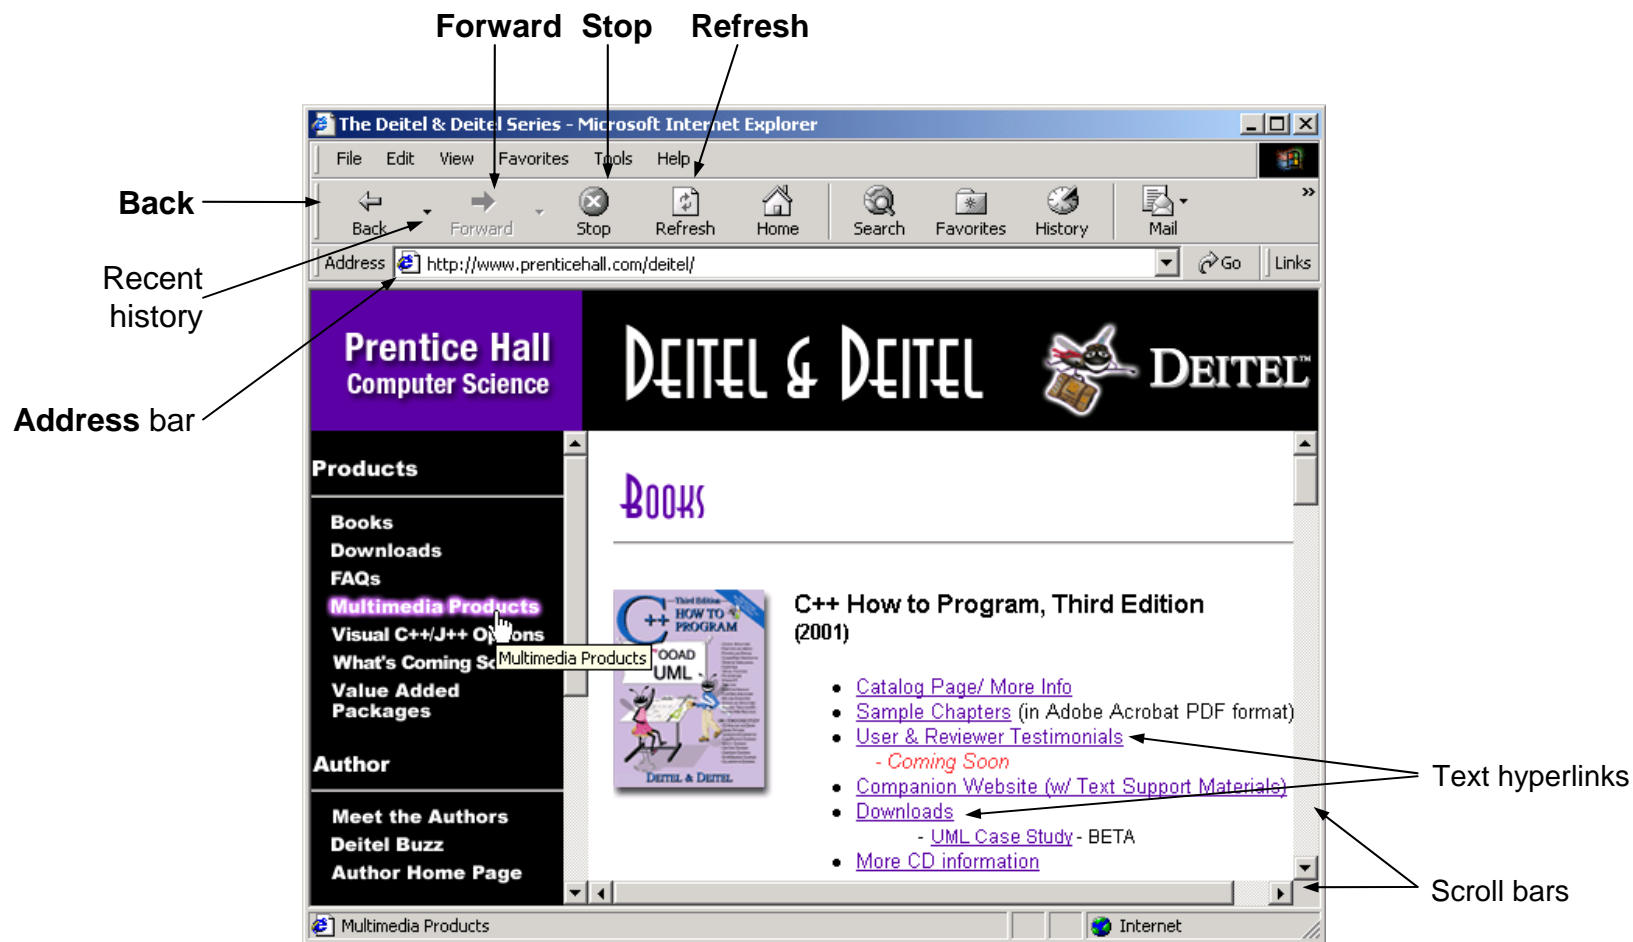 Forward Stop Refresh
The Deitel & Deitel Series - Microsoft Internet Explorer
File Edit View Favorites Tools Help
Back
Back Forward Stop Refresh Home Search Favorites History Mail »
Recent
history
Address http://www.prenticehall.com/deitel/ Go Links
Address bar
Prentice Hall
Computer Science
DEITEL & DEITEL
DEITEL™
Products
Books
Downloads
FAQs
Multimedia Products
Visual C++/J++ Op ons
What's Coming So
Multimedia Products
Value Added
Packages
Author
Meet the Authors
Deitel Buzz
Author Home Page
BOOKS
Third Edition
C++ HOW TO
PROGRAM
OOAD
UML
DEITEL & DEITEL
C++ How to Program, Third Edition
(2001)
• Catalog Page/ More Info
• Sample Chapters (in Adobe Acrobat PDF format)
• User & Reviewer Testimonials
- Coming Soon
• Companion Website (w/ Text Support Materials)
• Downloads
- UML Case Study - BETA
• More CD information
Text hyperlinks
Scroll bars
Multimedia Products Internet